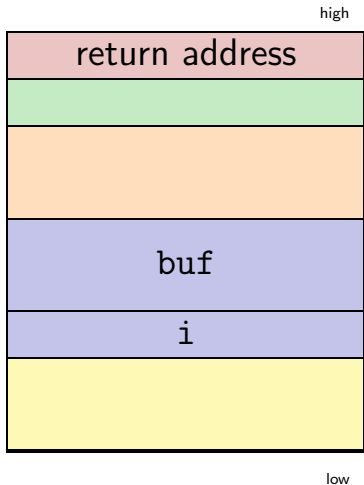 high
return address
buf
i
low